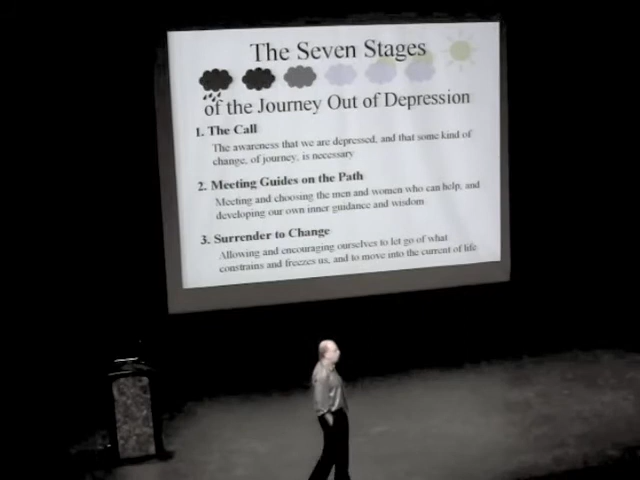 The Seven Stages
of the Journey Out of Depression
1. The Call
The awareness that we are depressed, and that some kind of
change, of journey, is necessary
2. Meeting Guides on the Path
Meeting and choosing the men and women who can help, and
developing our own inner guidance and wisdom
3. Surrender to Change
Allowing and encouraging ourselves to let go of what
constrains and freezes us, and to move into the current of life